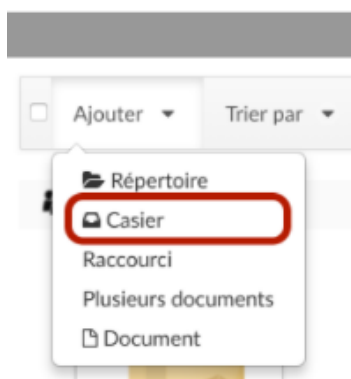 Ajouter Trier par
Répertoire
Casier
Raccourci
Plusieurs documents
Document